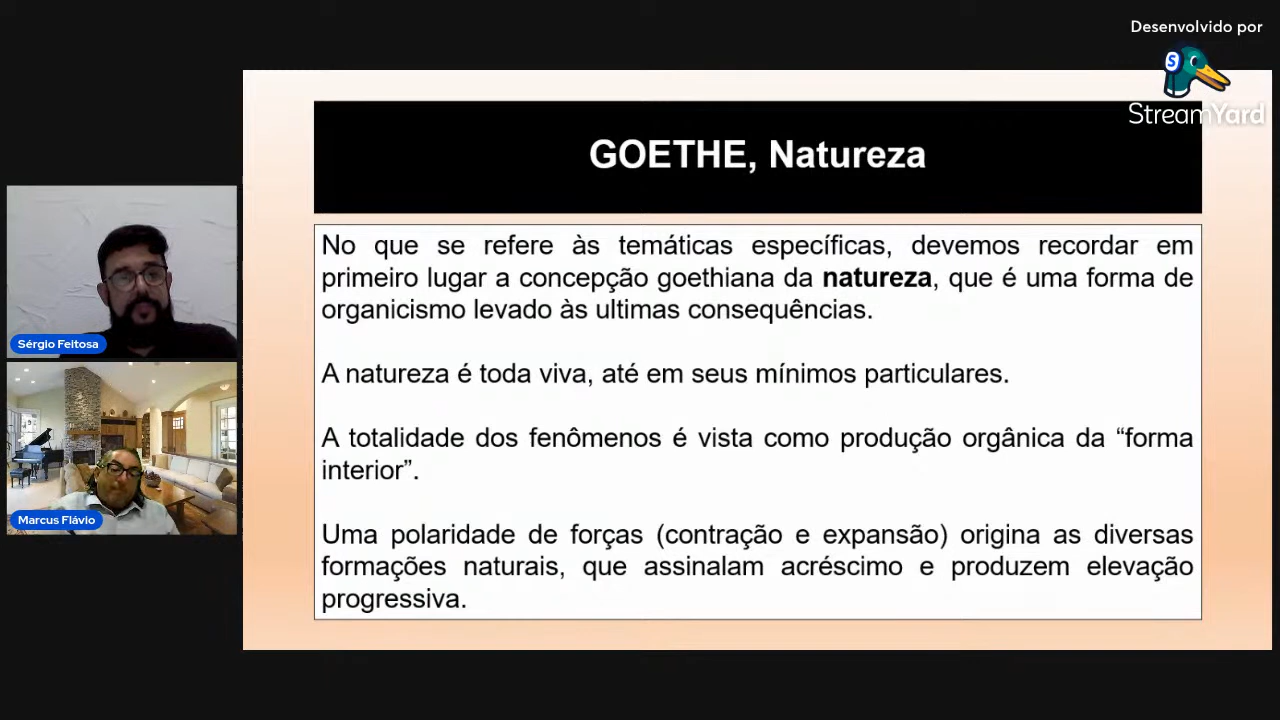 Desenvolvido por
StreamYard
GOETHE, Natureza
No que se refere às temáticas específicas, devemos recordar em
primeiro lugar a concepção goethiana da natureza, que é uma forma de
organicismo levado às ultimas consequências.
A natureza é toda viva, até em seus mínimos particulares.
A totalidade dos fenômenos é vista como produção orgânica da “forma
interior”.
Uma polaridade de forças (contração e expansão) origina as diversas
formações naturais, que assinalam acréscimo e produzem elevação
progressiva.
Sérgio Feitosa
Marcus Flávio